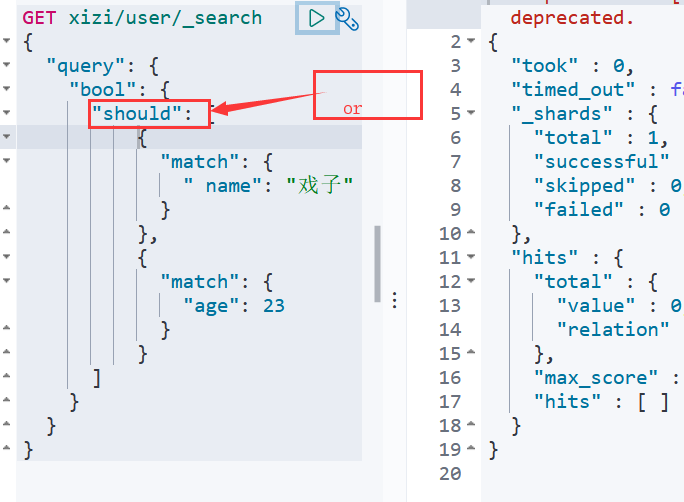 GET xizi/user/_search
{
"query": {
"bool": {
"should": [
{
"match": {
" name": "戏子"
}
},
{
"match": {
"age": 23
}
}
]
}
}
}
or
deprecated.
2 {
3 "took" : 0,
4 "timed_out" : fa
5 "_shards" : {
6 "total" : 1,
7 "successful"
8 "skipped" : 0
9 "failed" : 0
10 },
11 "hits" : {
12 "total" : {
13 "value" : 0
14 "relation"
15 },
16 "max_score" :
17 "hits" : [ ]
18 }
19 }
20